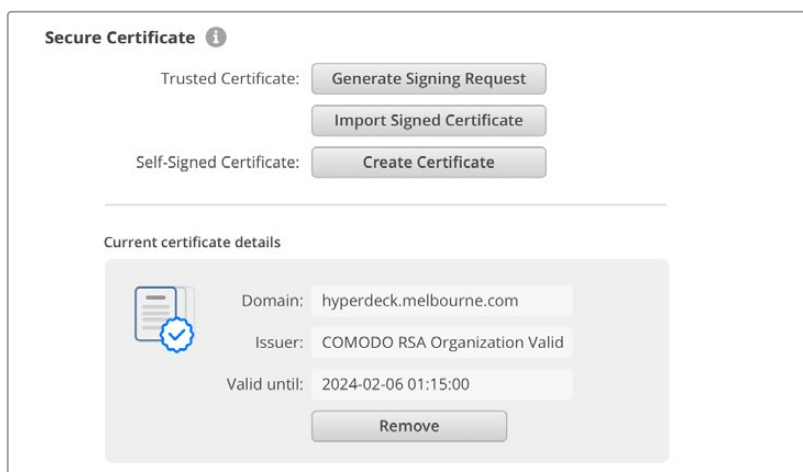 Secure Certificate
Trusted Certificate: Generate Signing Request
Import Signed Certificate
Self-Signed Certificate: Create Certificate
Current certificate details
Domain: hyperdeck.melbourne.com
Issuer: COMODO RSA Organization Valid
Valid until: 2024-02-06 01:15:00
Remove